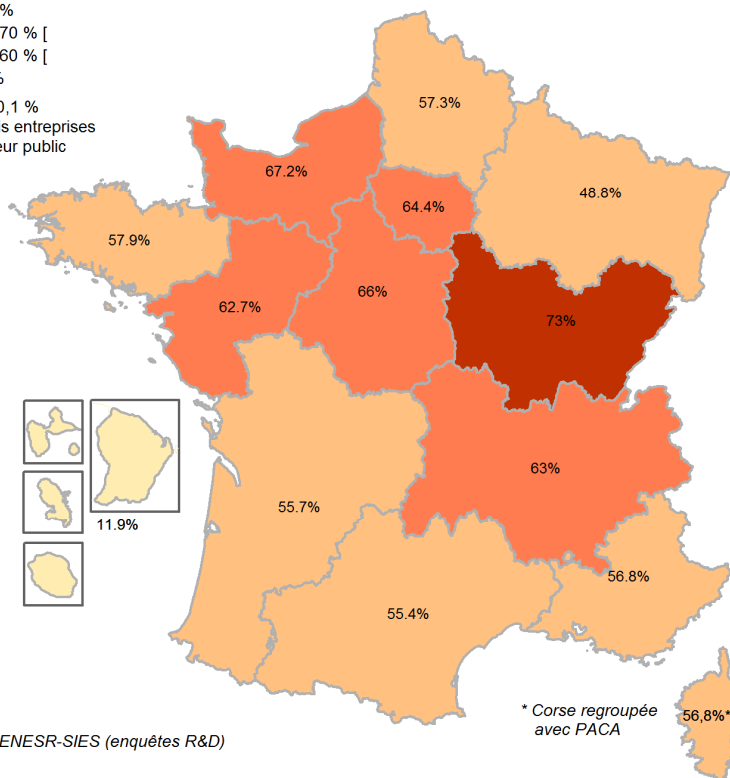 %
70 % [
60 % [
%
0,1 %
entreprises
public
57.3%
67.2%
48.8%
64.4%
57.9%
66%
62.7%
73%
63%
11.9%
55.7%
56.8%
55.4%
* Corse regroupée
avec PACA
56,8%*
ENESR-SIES (enquêtes R&D)